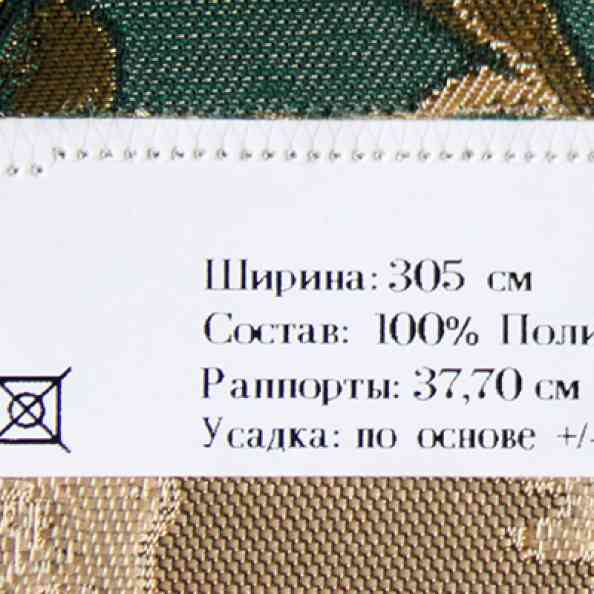 Ширина: 305 см
Состав: 100% Поли
Раппорты: 37,70 см
Усадка: по основе +/-